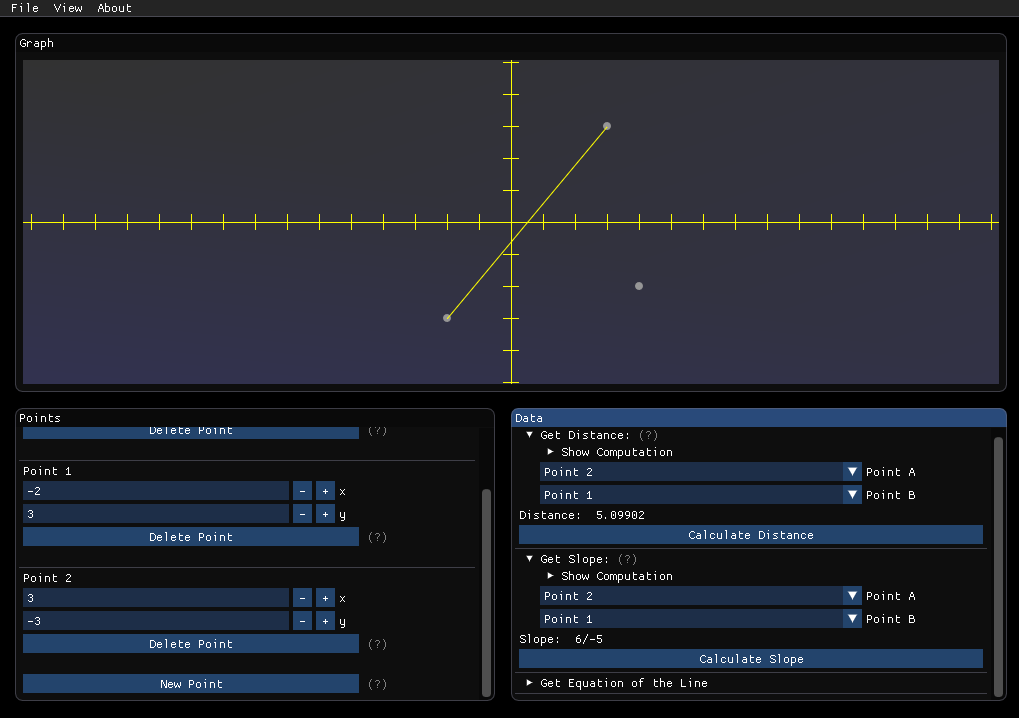 File View About
Graph
Points
Delete Point (?)
Point 1
-2 - + x
3 - + y
Delete Point (?)
Point 2
3 - + x
-3 - + y
Delete Point (?)
New Point (?)
Data
Get Distance: (?)
Show Computation
Point 2 Point A
Point 1 Point B
Distance: 5.09902
Calculate Distance
Get Slope: (?)
Show Computation
Point 2 Point A
Point 1 Point B
Slope: 6/-5
Calculate Slope
Get Equation of the Line